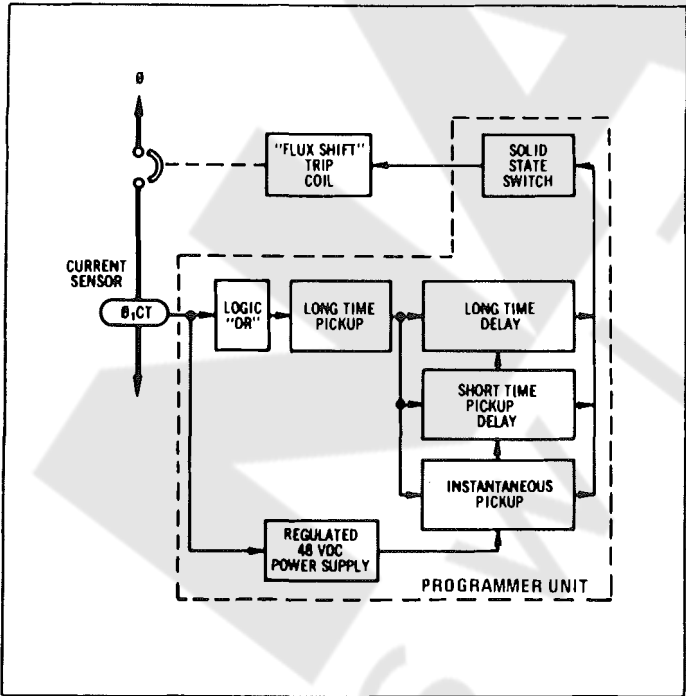 Ø
"FLUX SHIFT"
TRIP
COIL
SOLID
STATE
SWITCH
CURRENT
SENSOR
Ø₁CT
LOGIC
"OR"
LONG TIME
PICKUP
LONG TIME
DELAY
SHORT TIME
PICKUP
DELAY
INSTANTANEOUS
PICKUP
REGULATED
48 VDC
POWER SUPPLY
PROGRAMMER UNIT